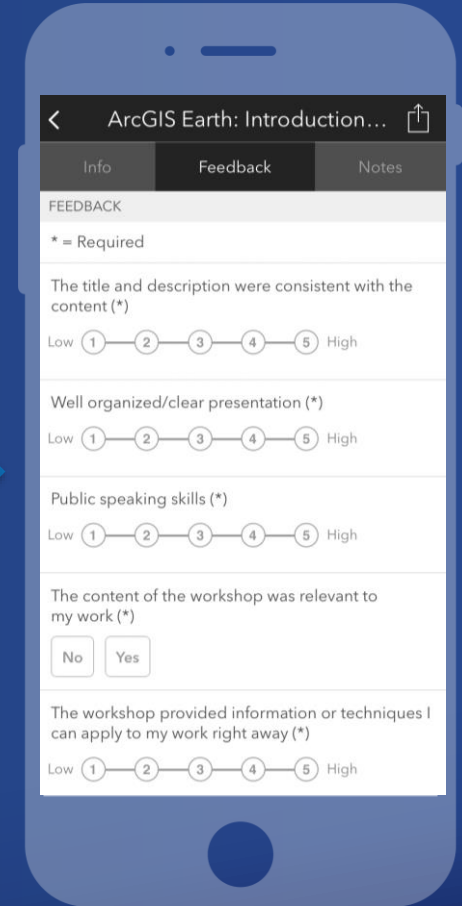 ArcGIS Earth: Introduction...
Info Feedback Notes
FEEDBACK
* = Required
The title and description were consistent with the
content (*)
Low 1 2 3 4 5 High
Well organized/clear presentation (*)
Low 1 2 3 4 5 High
Public speaking skills (*)
Low 1 2 3 4 5 High
The content of the workshop was relevant to
my work (*)
No Yes
The workshop provided information or techniques I
can apply to my work right away (*)
Low 1 2 3 4 5 High